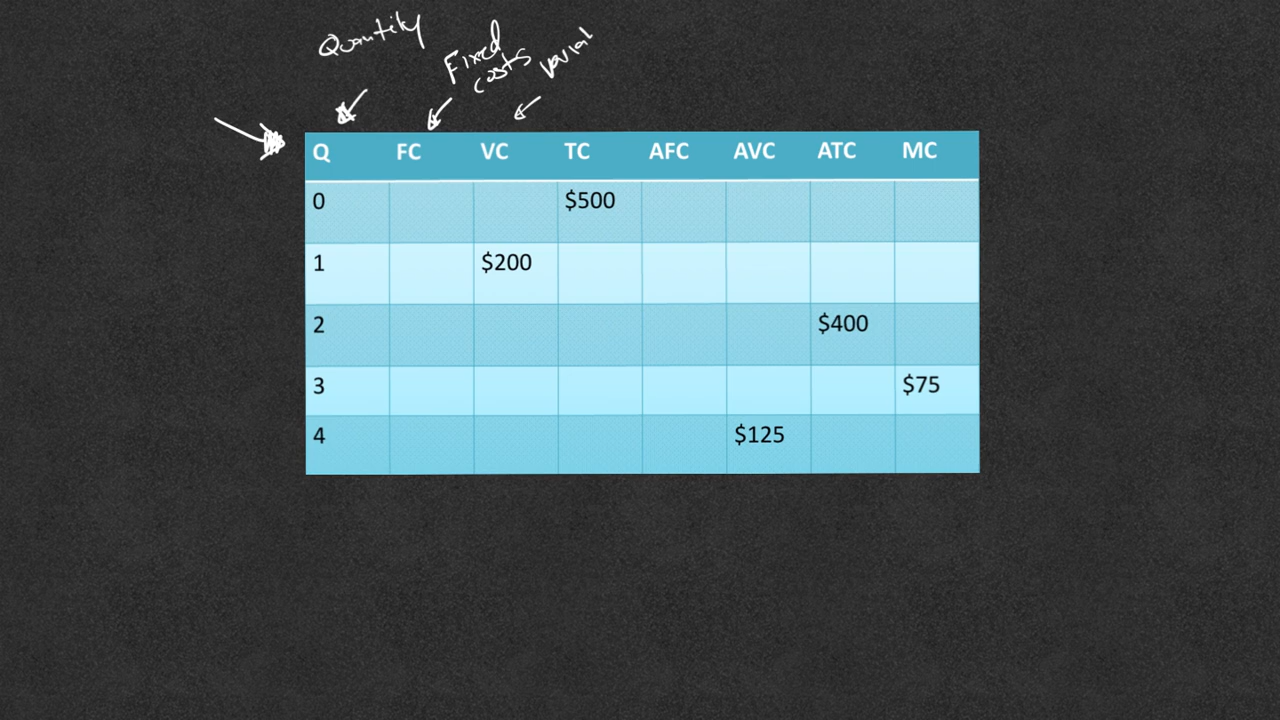 Quantity
Fixed
costs
Q FC VC TC AFC AVC ATC MC
0 $500
1 $200
2 $400
3 $75
4 $125